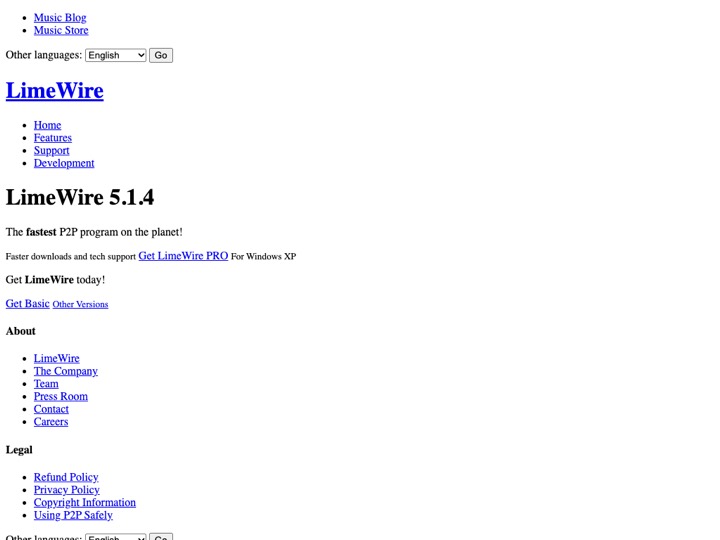 Music Blog
Music Store
Other languages: English Go
LimeWire
Home
Features
Support
Development
LimeWire 5.1.4
The fastest P2P program on the planet!
Faster downloads and tech support Get LimeWire PRO For Windows XP
Get LimeWire today!
Get Basic Other Versions
About
LimeWire
The Company
Team
Press Room
Contact
Careers
Legal
Refund Policy
Privacy Policy
Copyright Information
Using P2P Safely
Other languages: English Go